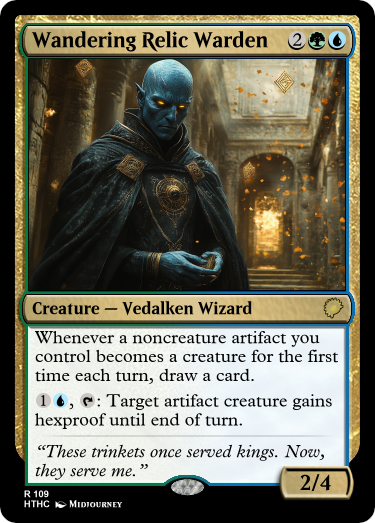 Wandering Relic Warden 2
Creature — Vedalken Wizard
Whenever a noncreature artifact you
control becomes a creature for the first
time each turn, draw a card.
1 , : Target artifact creature gains
hexproof until end of turn.
“These trinkets once served kings. Now,
they serve me.”
2/4
R 109
HTHC Midjourney